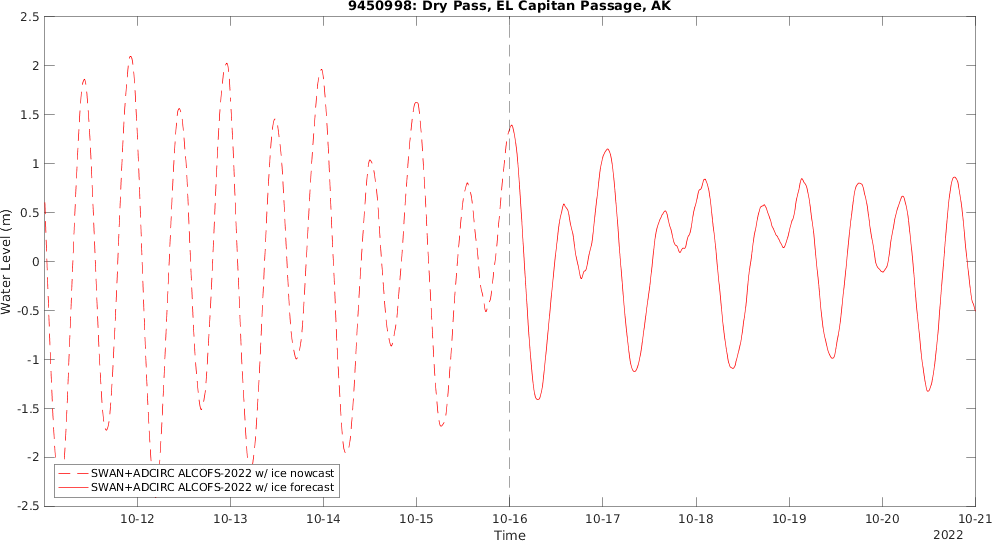 9450998: Dry Pass, EL Capitan Passage, AK
2.5
2
1.5
1
0.5
0
-0.5
-1
-1.5
-2
-2.5
Water Level (m)
SWAN+ADCIRC ALCOFS-2022 w/ ice nowcast
SWAN+ADCIRC ALCOFS-2022 w/ ice forecast
10-12 10-13 10-14 10-15 10-16 10-17 10-18 10-19 10-20 10-21
Time
2022